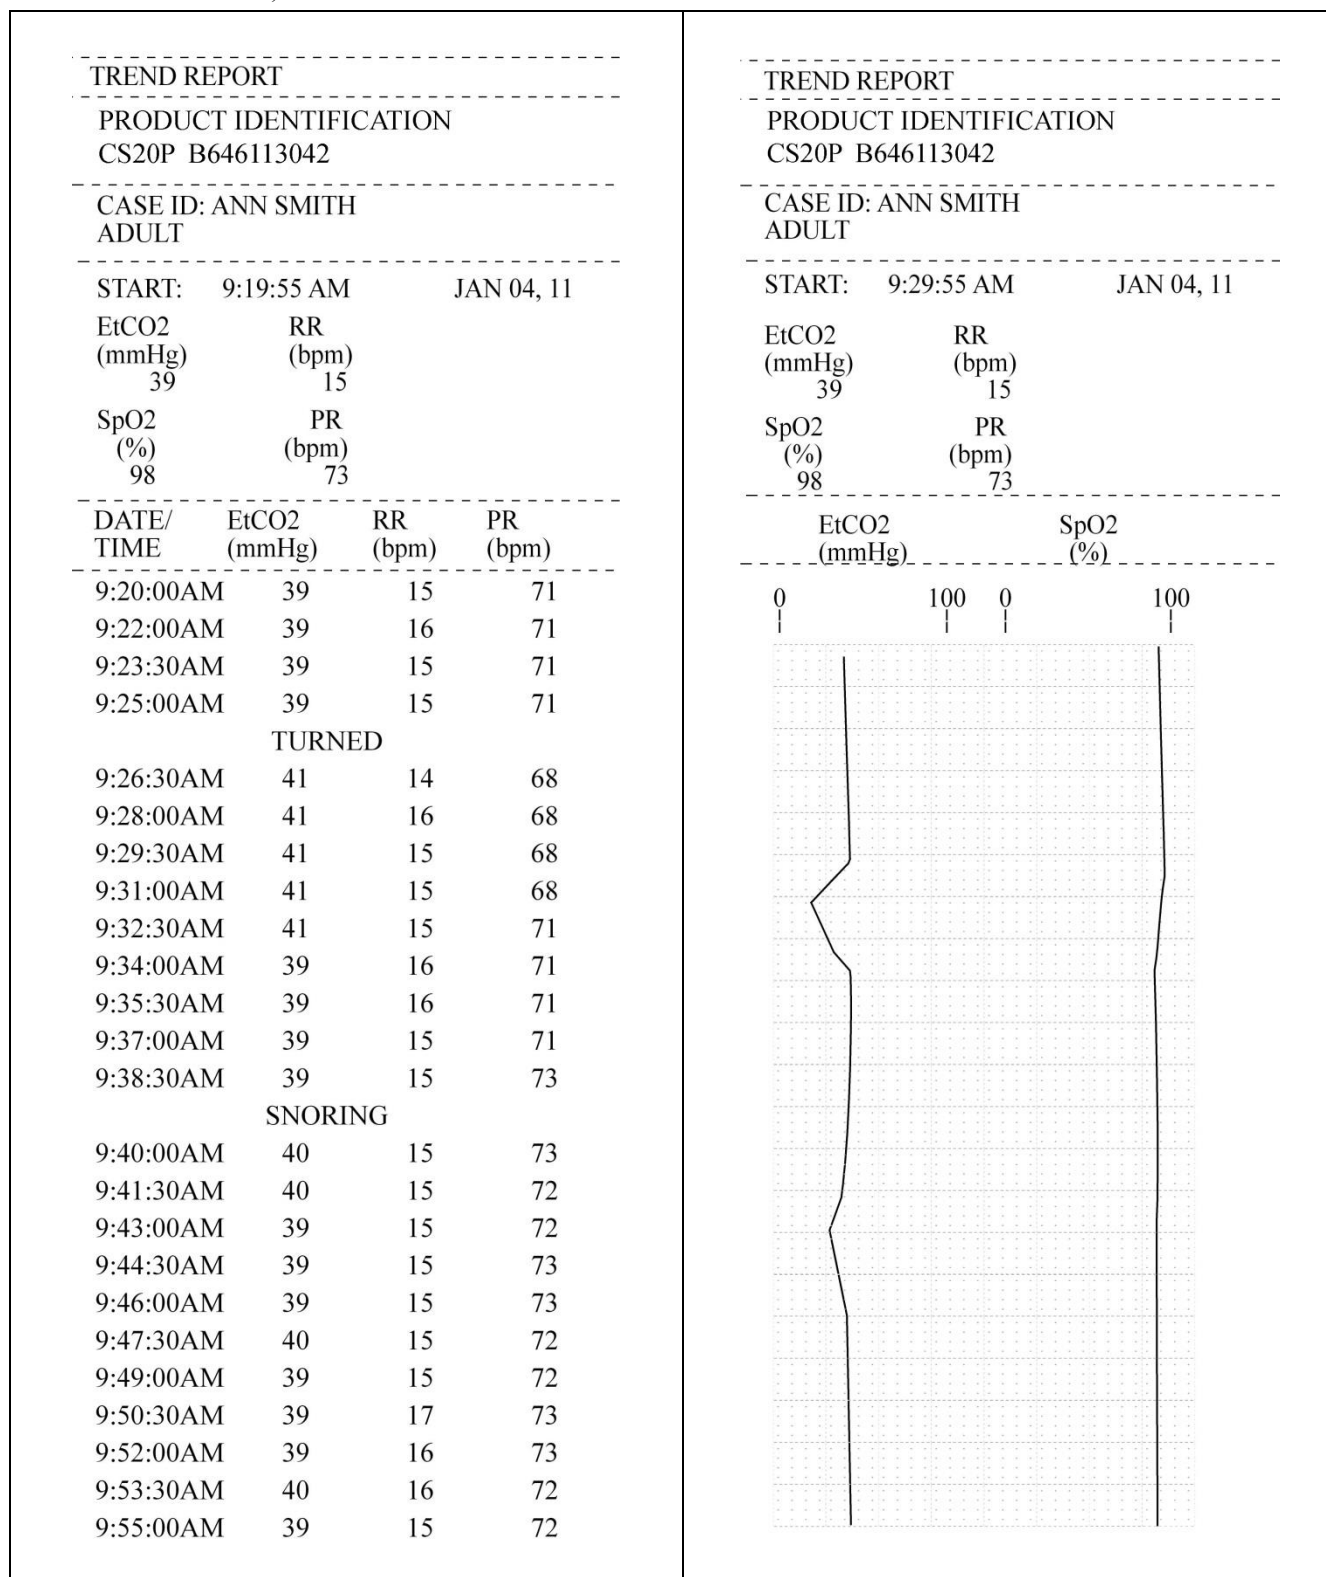 TREND REPORT
PRODUCT IDENTIFICATION
CS20P B646113042
CASE ID: ANN SMITH
ADULT
START: 9:19:55 AM JAN 04, 11
EtCO2 RR
(mmHg) (bpm)
39 15
SpO2 PR
(%) (bpm)
98 73
DATE/ EtCO2 RR PR
TIME (mmHg) (bpm) (bpm)
9:20:00AM 39 15 71
9:22:00AM 39 16 71
9:23:30AM 39 15 71
9:25:00AM 39 15 71
TURNED
9:26:30AM 41 14 68
9:28:00AM 41 16 68
9:29:30AM 41 15 68
9:31:00AM 41 15 68
9:32:30AM 41 15 71
9:34:00AM 39 16 71
9:35:30AM 39 16 71
9:37:00AM 39 15 71
9:38:30AM 39 15 73
SNORING
9:40:00AM 40 15 73
9:41:30AM 40 15 72
9:43:00AM 39 15 72
9:44:30AM 39 15 73
9:46:00AM 39 15 73
9:47:30AM 40 15 72
9:49:00AM 39 15 72
9:50:30AM 39 17 73
9:52:00AM 39 16 73
9:53:30AM 40 16 72
9:55:00AM 39 15 72
TREND REPORT
PRODUCT IDENTIFICATION
CS20P B646113042
CASE ID: ANN SMITH
ADULT
START: 9:29:55 AM JAN 04, 11
EtCO2 RR
(mmHg) (bpm)
39 15
SpO2 PR
(%) (bpm)
98 73
EtCO2 SpO2
(mmHg) (%)
0 100 0 100